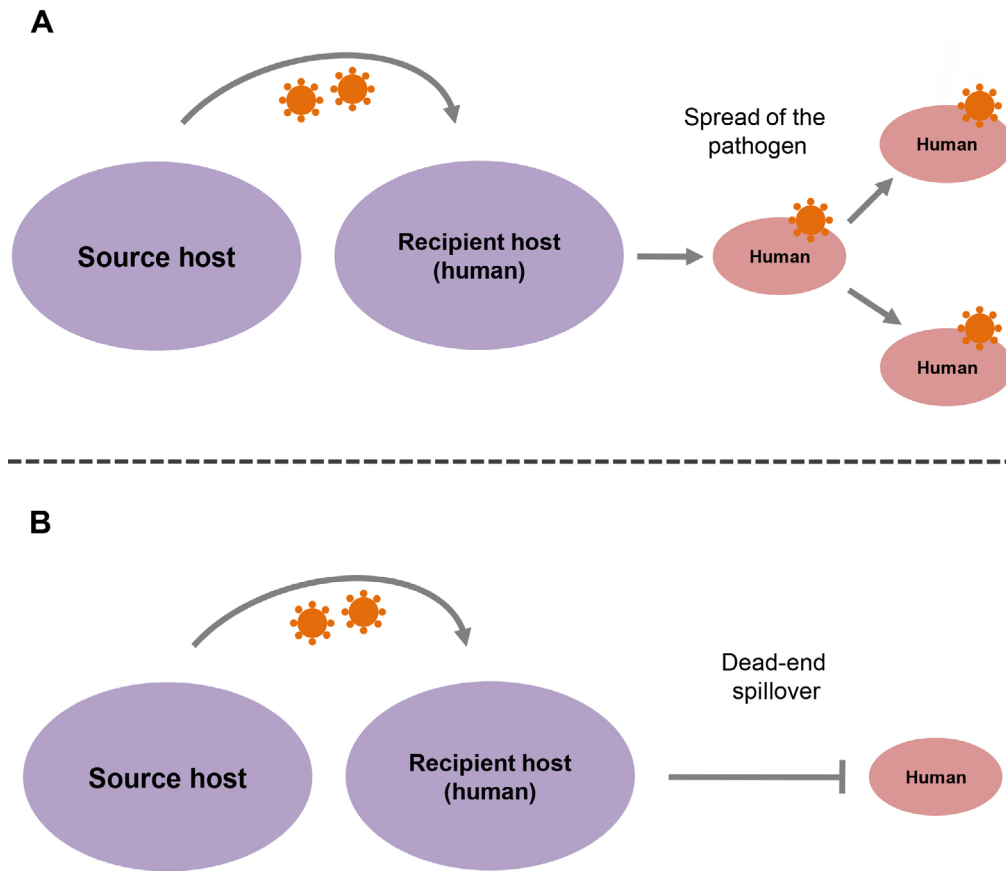 A
Source host
Recipient host
(human)
Spread of the
pathogen
Human
Human
Human
B
Source host
Recipient host
(human)
Dead-end
spillover
Human